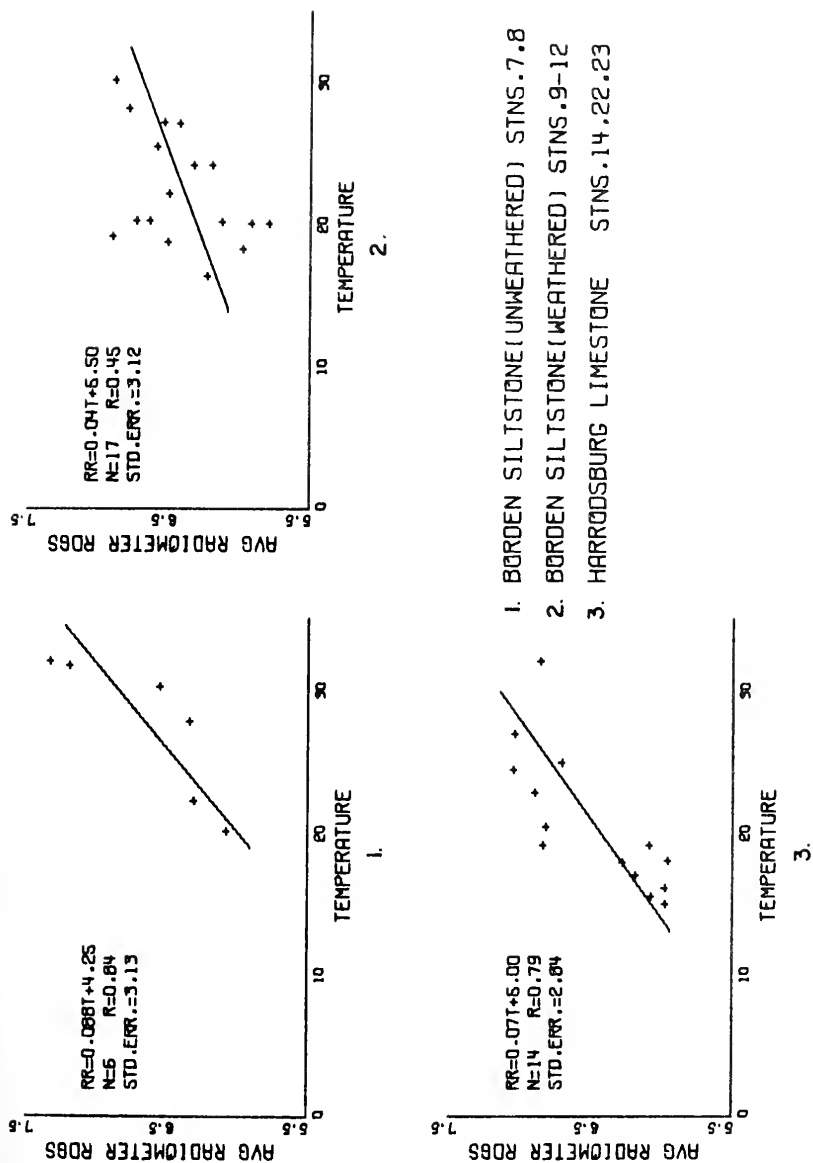 7.5
6.5
5.5
AVG RADIOMETER RDGS
RR=0.088T+4.25
N=6 R=0.84
STD.ERR.=3.13
0
10
20
30
TEMPERATURE
1.
7.5
6.5
5.5
AVG RADIOMETER RDGS
RR=0.04T+5.50
N=17 R=0.45
STD.ERR.=3.12
0
10
20
30
TEMPERATURE
2.
7.5
6.5
5.5
AVG RADIOMETER RDGS
RR=0.07T+5.00
N=14 R=0.79
STD.ERR.=2.84
0
10
20
30
TEMPERATURE
3.
1. BORDEN SILTSTONE(UNWEATHERED) STNS.7.8
2. BORDEN SILTSTONE(WEATHERED) STNS.9-12
3. HARRODSBURG LIMESTONE STNS.14.22.23